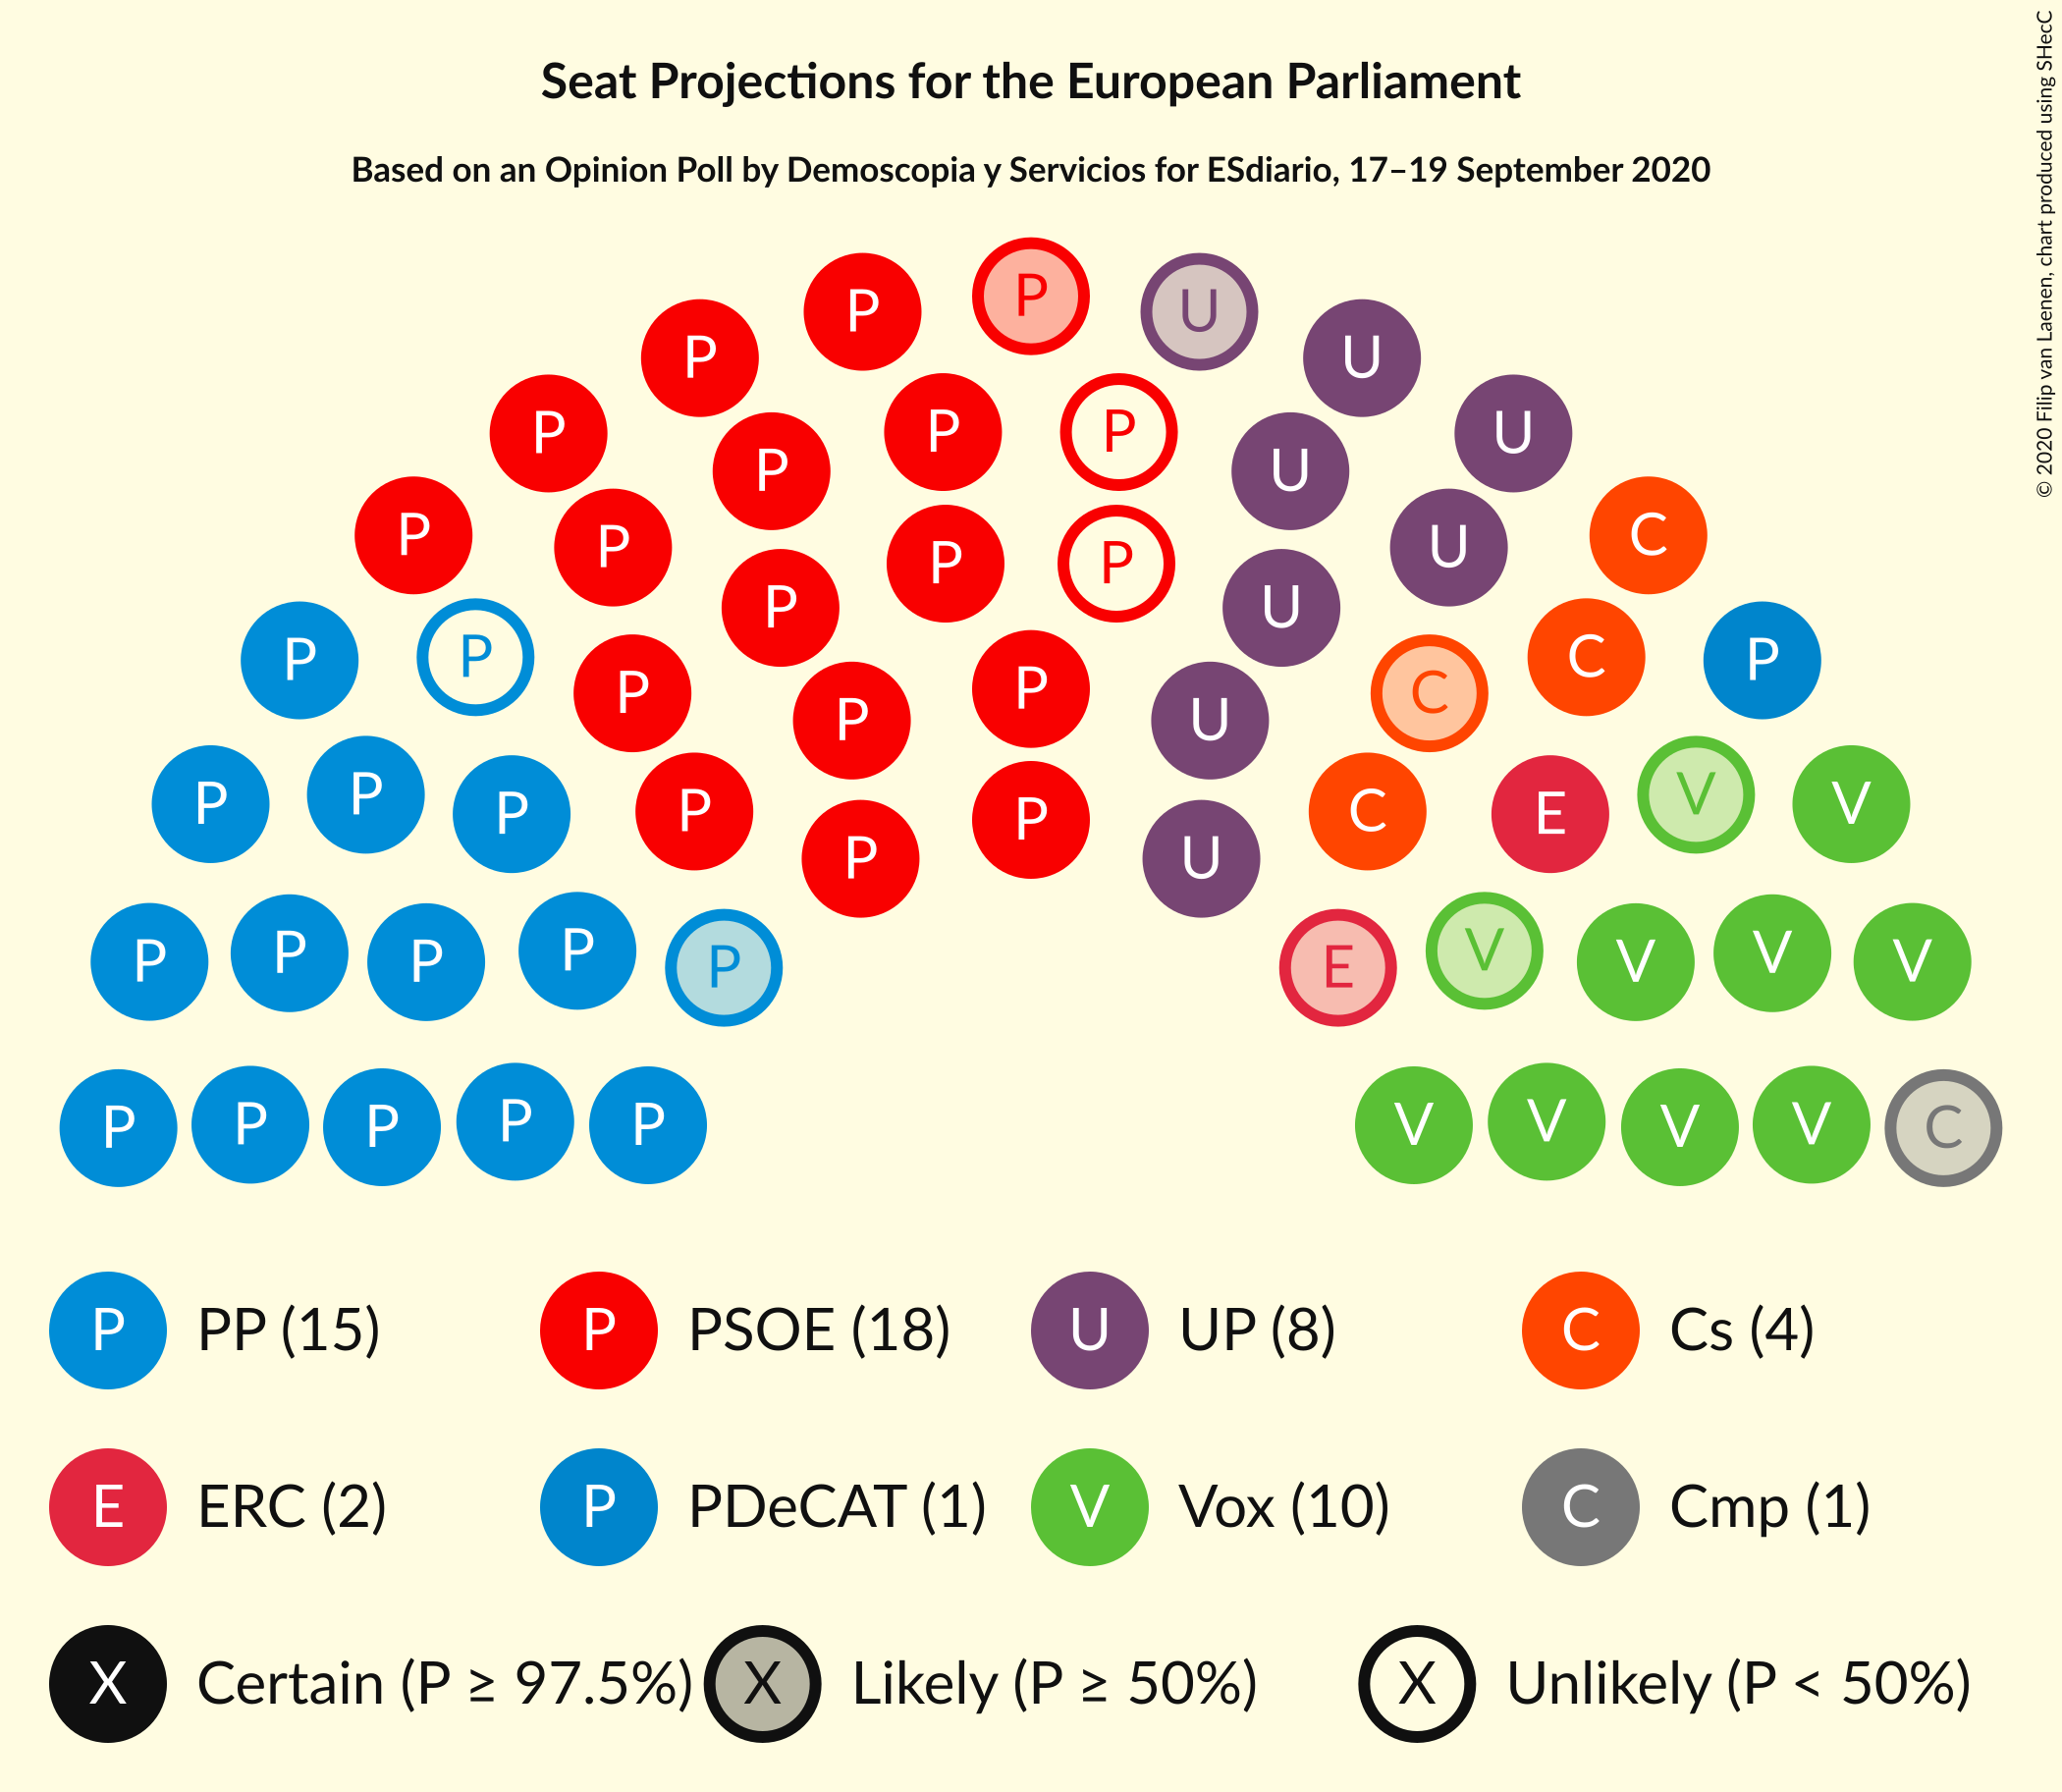 Seat Projections for the European Parliament
Based on an Opinion Poll by Demoscopia y Servicios for ESdiario, 17–19 September 2020
© 2020 Filip van Laenen, chart produced using SHecC
P
P U
P U
P P U
P U
P P U
P P C
P U
P P
P P C
P P C P
P U
P P P P C E V V
P P U
P P P P P E V V V V
P P P P P V V V V C
P PP (15) P PSOE (18) U UP (8) C Cs (4)
E ERC (2) P PDeCAT (1) V Vox (10) C Cmp (1)
X Certain (P ≥ 97.5%) X Likely (P ≥ 50%) X Unlikely (P < 50%)